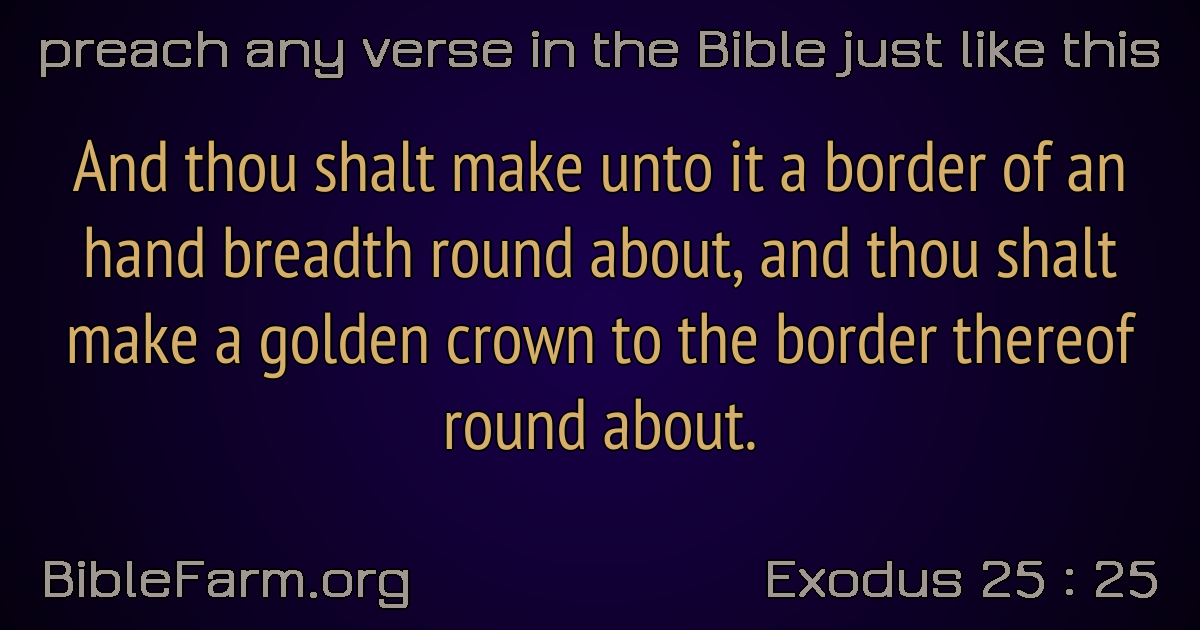 preach any verse in the Bible just like this
And thou shalt make unto it a border of an
hand breadth round about, and thou shalt
make a golden crown to the border thereof
round about.
BibleFarm.org
Exodus 25 : 25